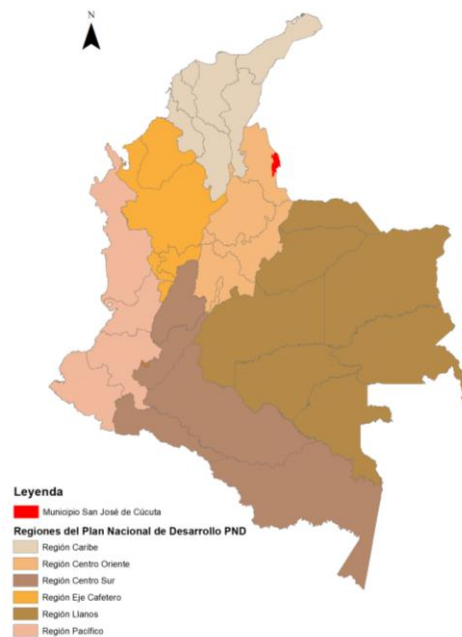 N
Leyenda
Municipio San José de Cúcuta
Regiones del Plan Nacional de Desarrollo PND
Región Caribe
Región Centro Oriente
Región Centro Sur
Región Eje Cafetero
Región Llanos
Región Pacífico